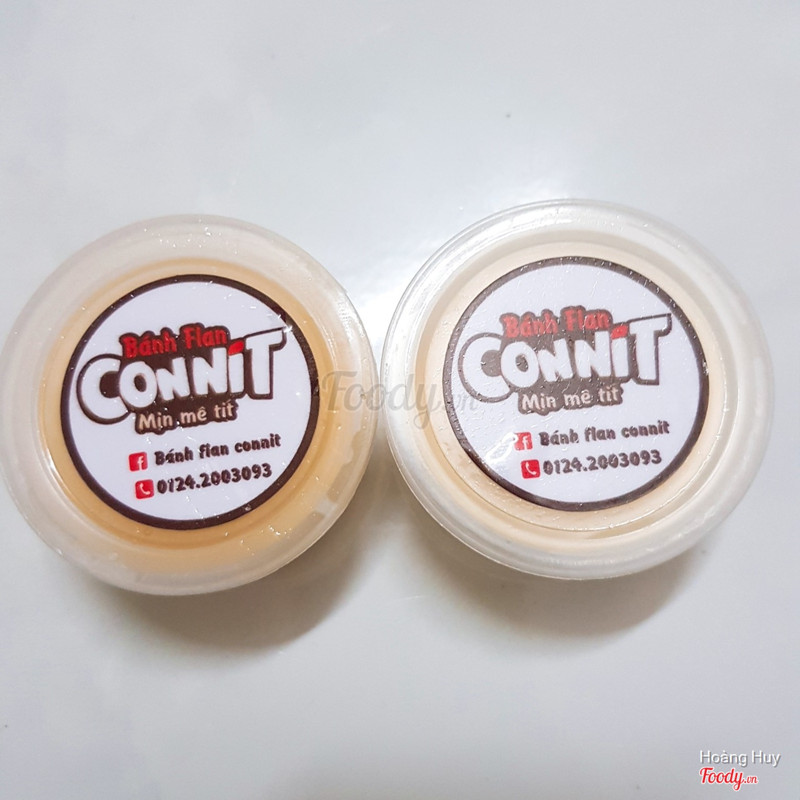 Bánh Flan
CONNIT
Mịn mê tít
Bánh flan connit
0124.2003093
Bánh Flan
CONNIT
Mịn mê tít
Bánh flan connit
0124.2003093
Foody.vn
Hoàng Huy
Foody.vn